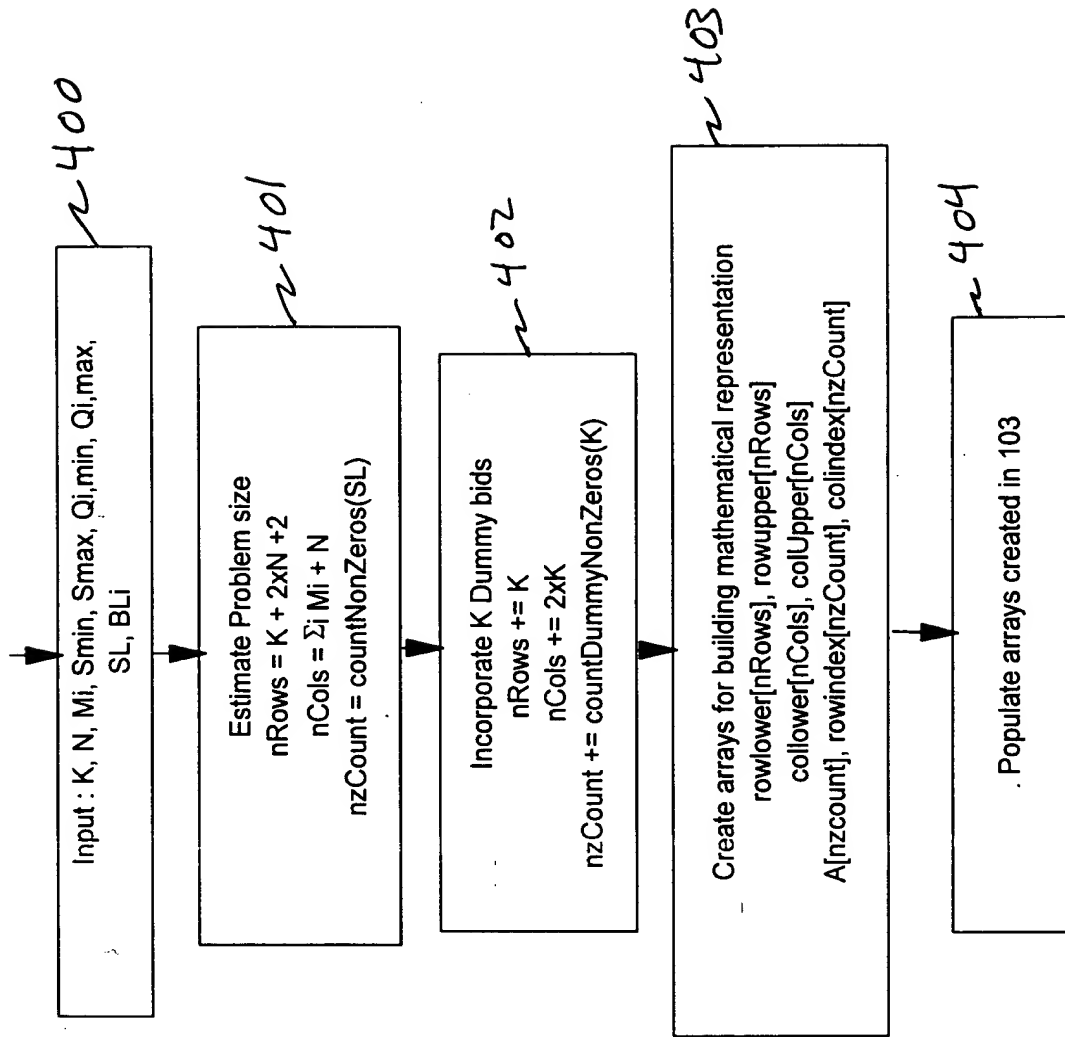 Input : K, N, Mi, Smin, Smax, Qi,min, Qi,max,
SL, BLi
400
Estimate Problem size
nRows = K + 2xN +2
nCols = Σi Mi + N
nzCount = countNonZeros(SL)
401
Incorporate K Dummy bids
nRows += K
nCols += 2xK
nzCount += countDummyNonZeros(K)
402
Create arrays for building mathematical representation
rowlower[nRows], rowupper[nRows]
collower[nCols], colUpper[nCols]
A[nzcount], rowindex[nzCount], colindex[nzCount]
403
. Populate arrays created in 103
404